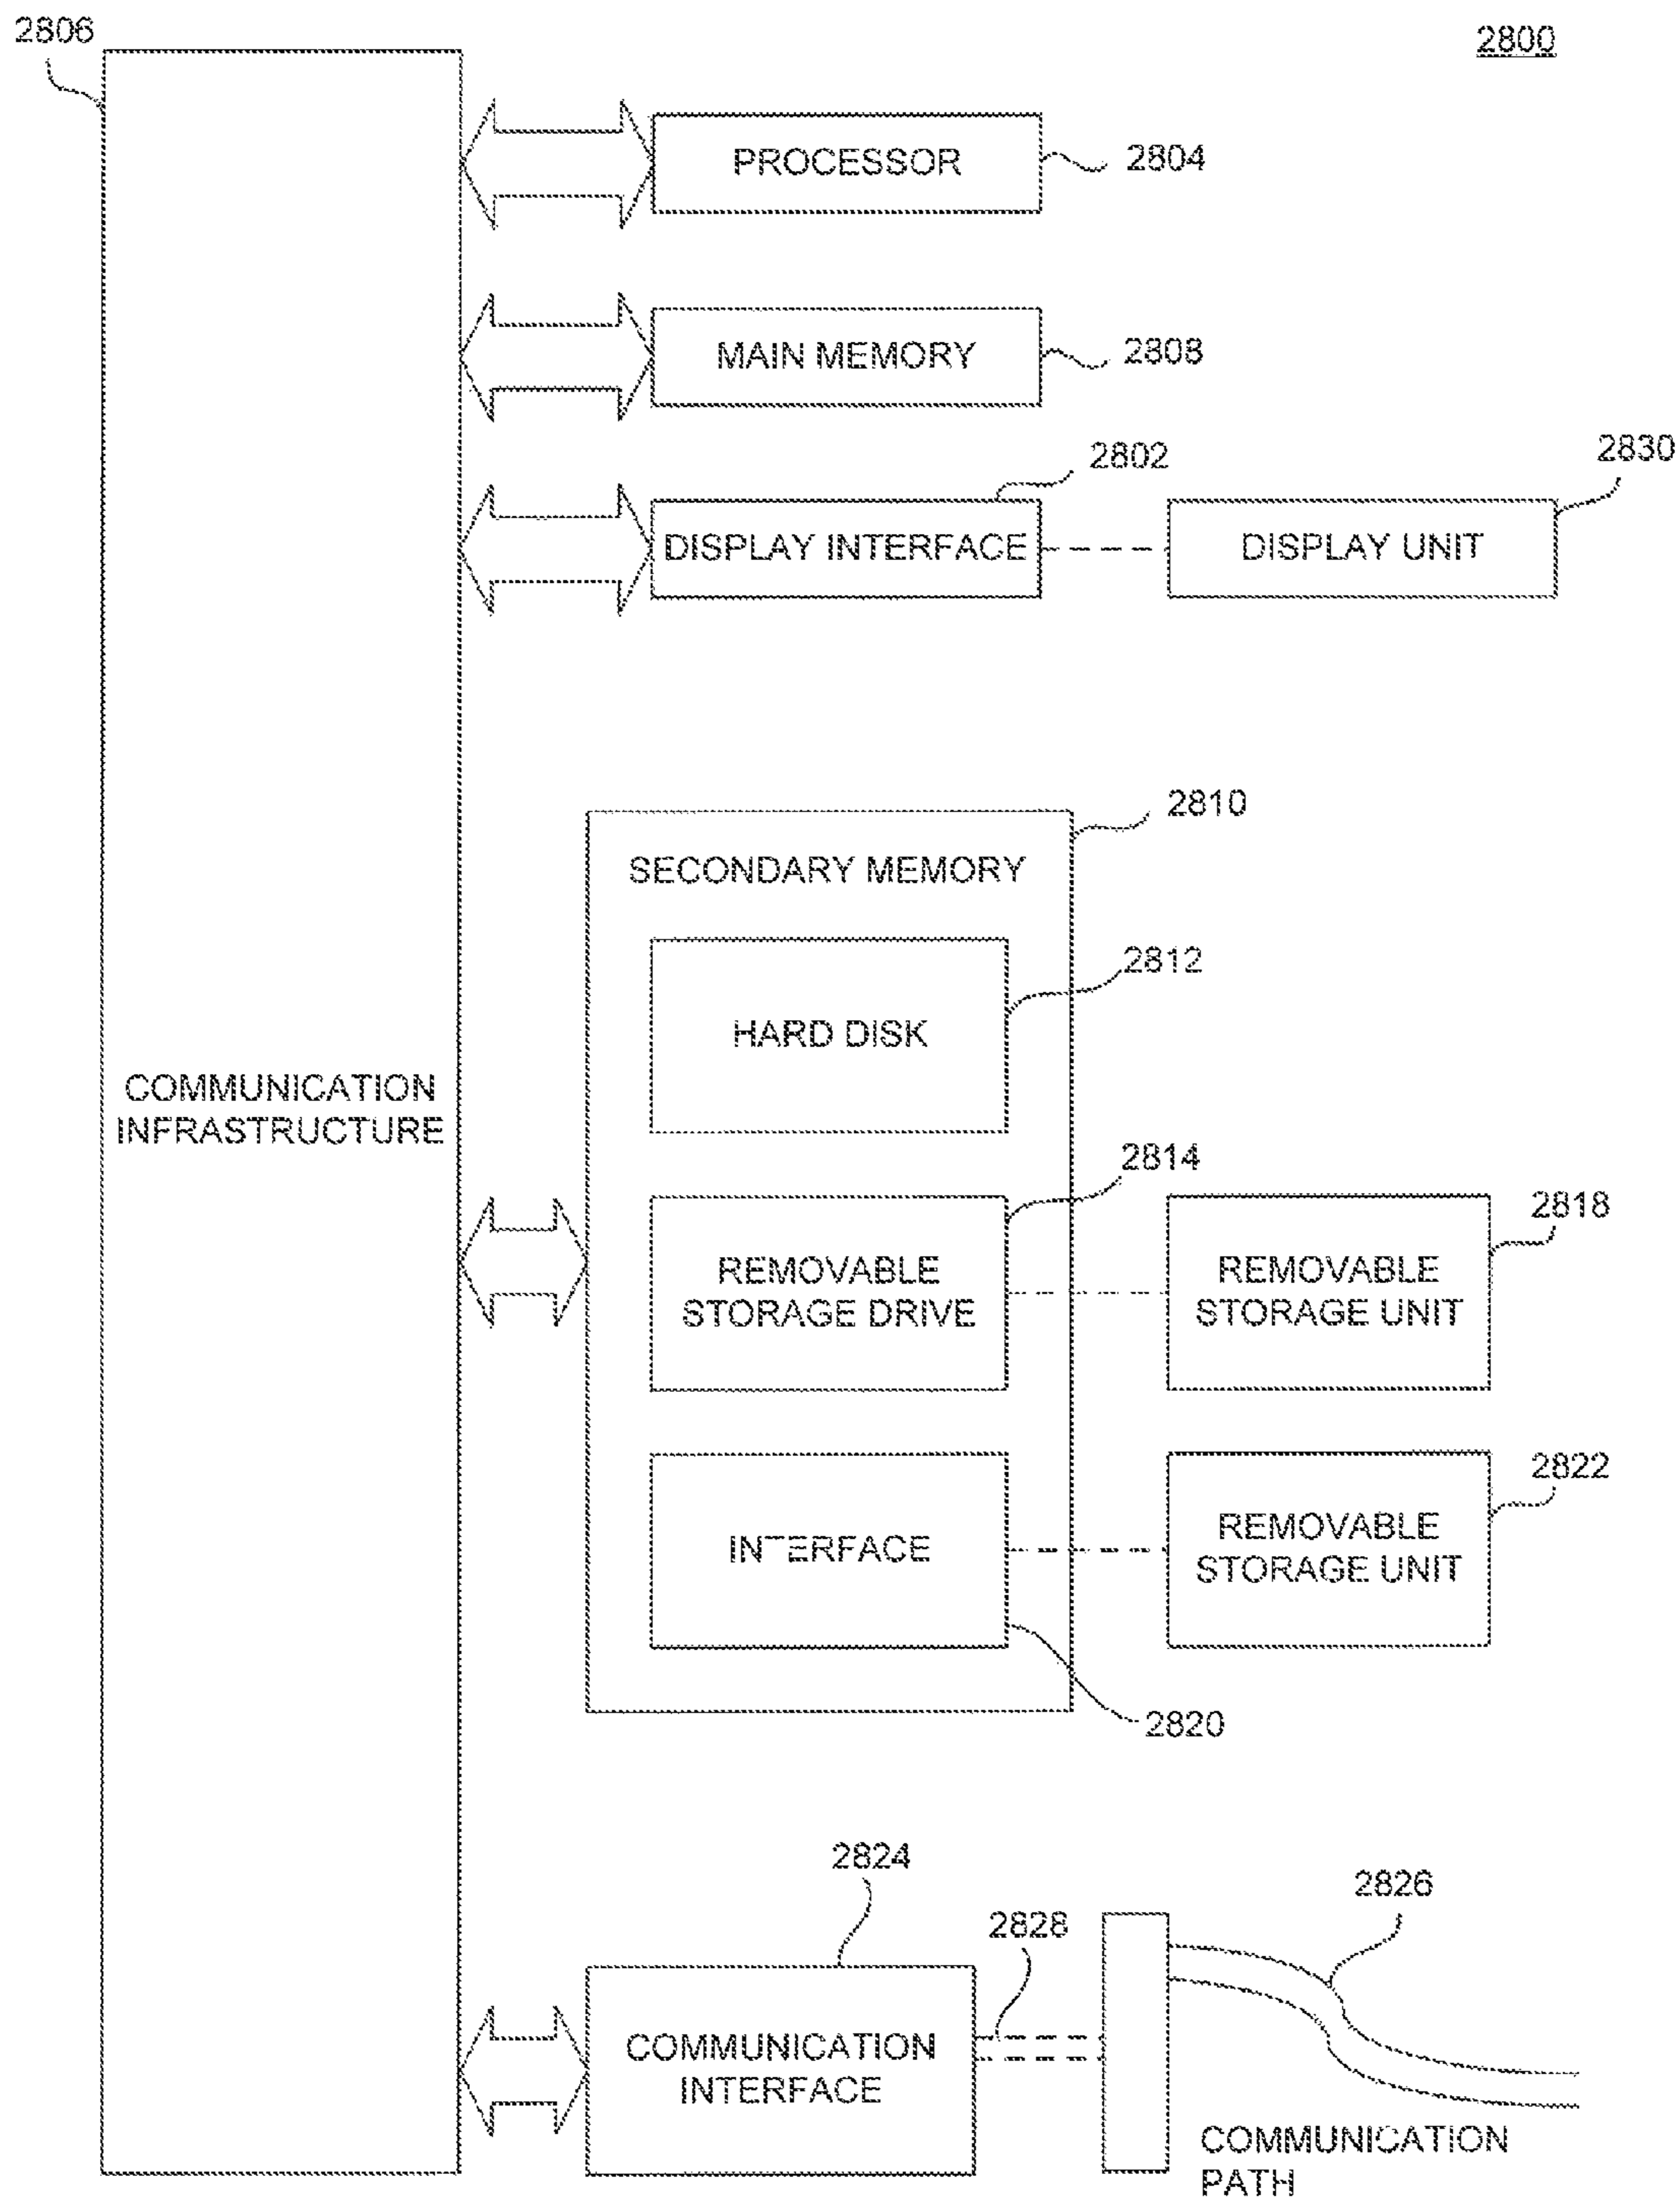 2806
2800
PROCESSOR
2804
MAIN MEMORY
2808
2802
2830
DISPLAY INTERFACE
DISPLAY UNIT
2810
SECONDARY MEMORY
2812
HARD DISK
COMMUNICATION
INFRASTRUCTURE
2814
2818
REMOVABLE
STORAGE DRIVE
REMOVABLE
STORAGE UNIT
2822
INTERFACE
REMOVABLE
STORAGE UNIT
2820
2824
2826
2828
COMMUNICATION
INTERFACE
COMMUNICATION
PATH